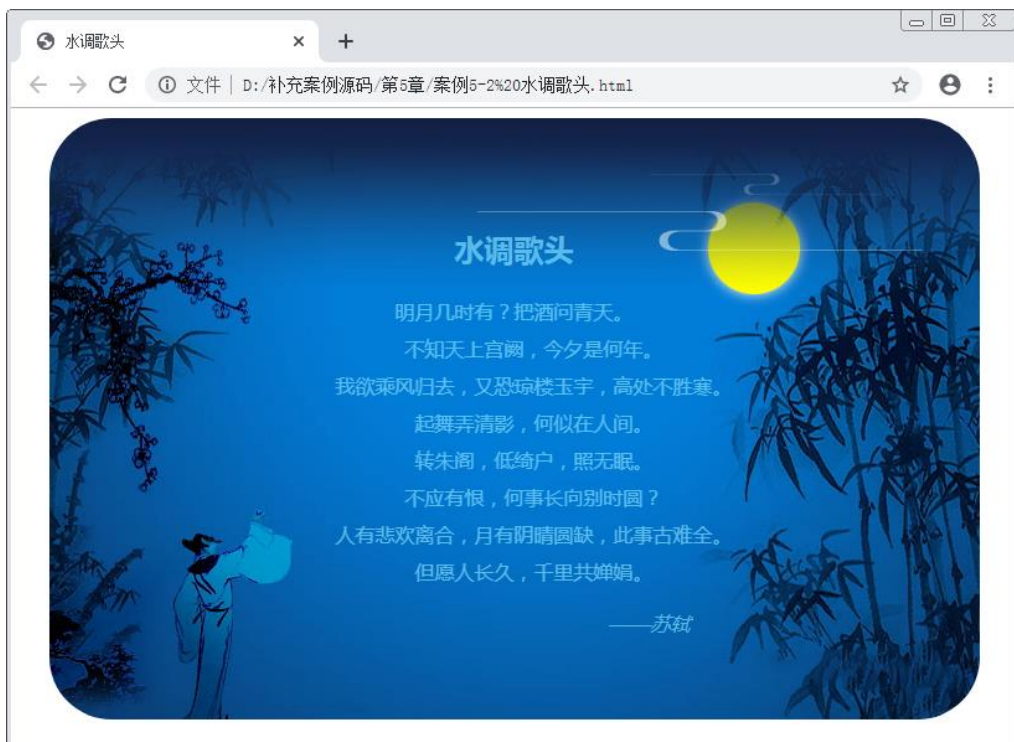 水调歌头
文件 | D:/补充案例源码/第5章/案例5-2%20水调歌头.html
水调歌头
明月几时有？把酒问青天。
不知天上宫阙，今夕是何年。
我欲乘风归去，又恐琼楼玉宇，高处不胜寒。
起舞弄清影，何似在人间。
转朱阁，低绮户，照无眠。
不应有恨，何事长向别时圆？
人有悲欢离合，月有阴晴圆缺，此事古难全。
但愿人长久，千里共婵娟。
——苏轼